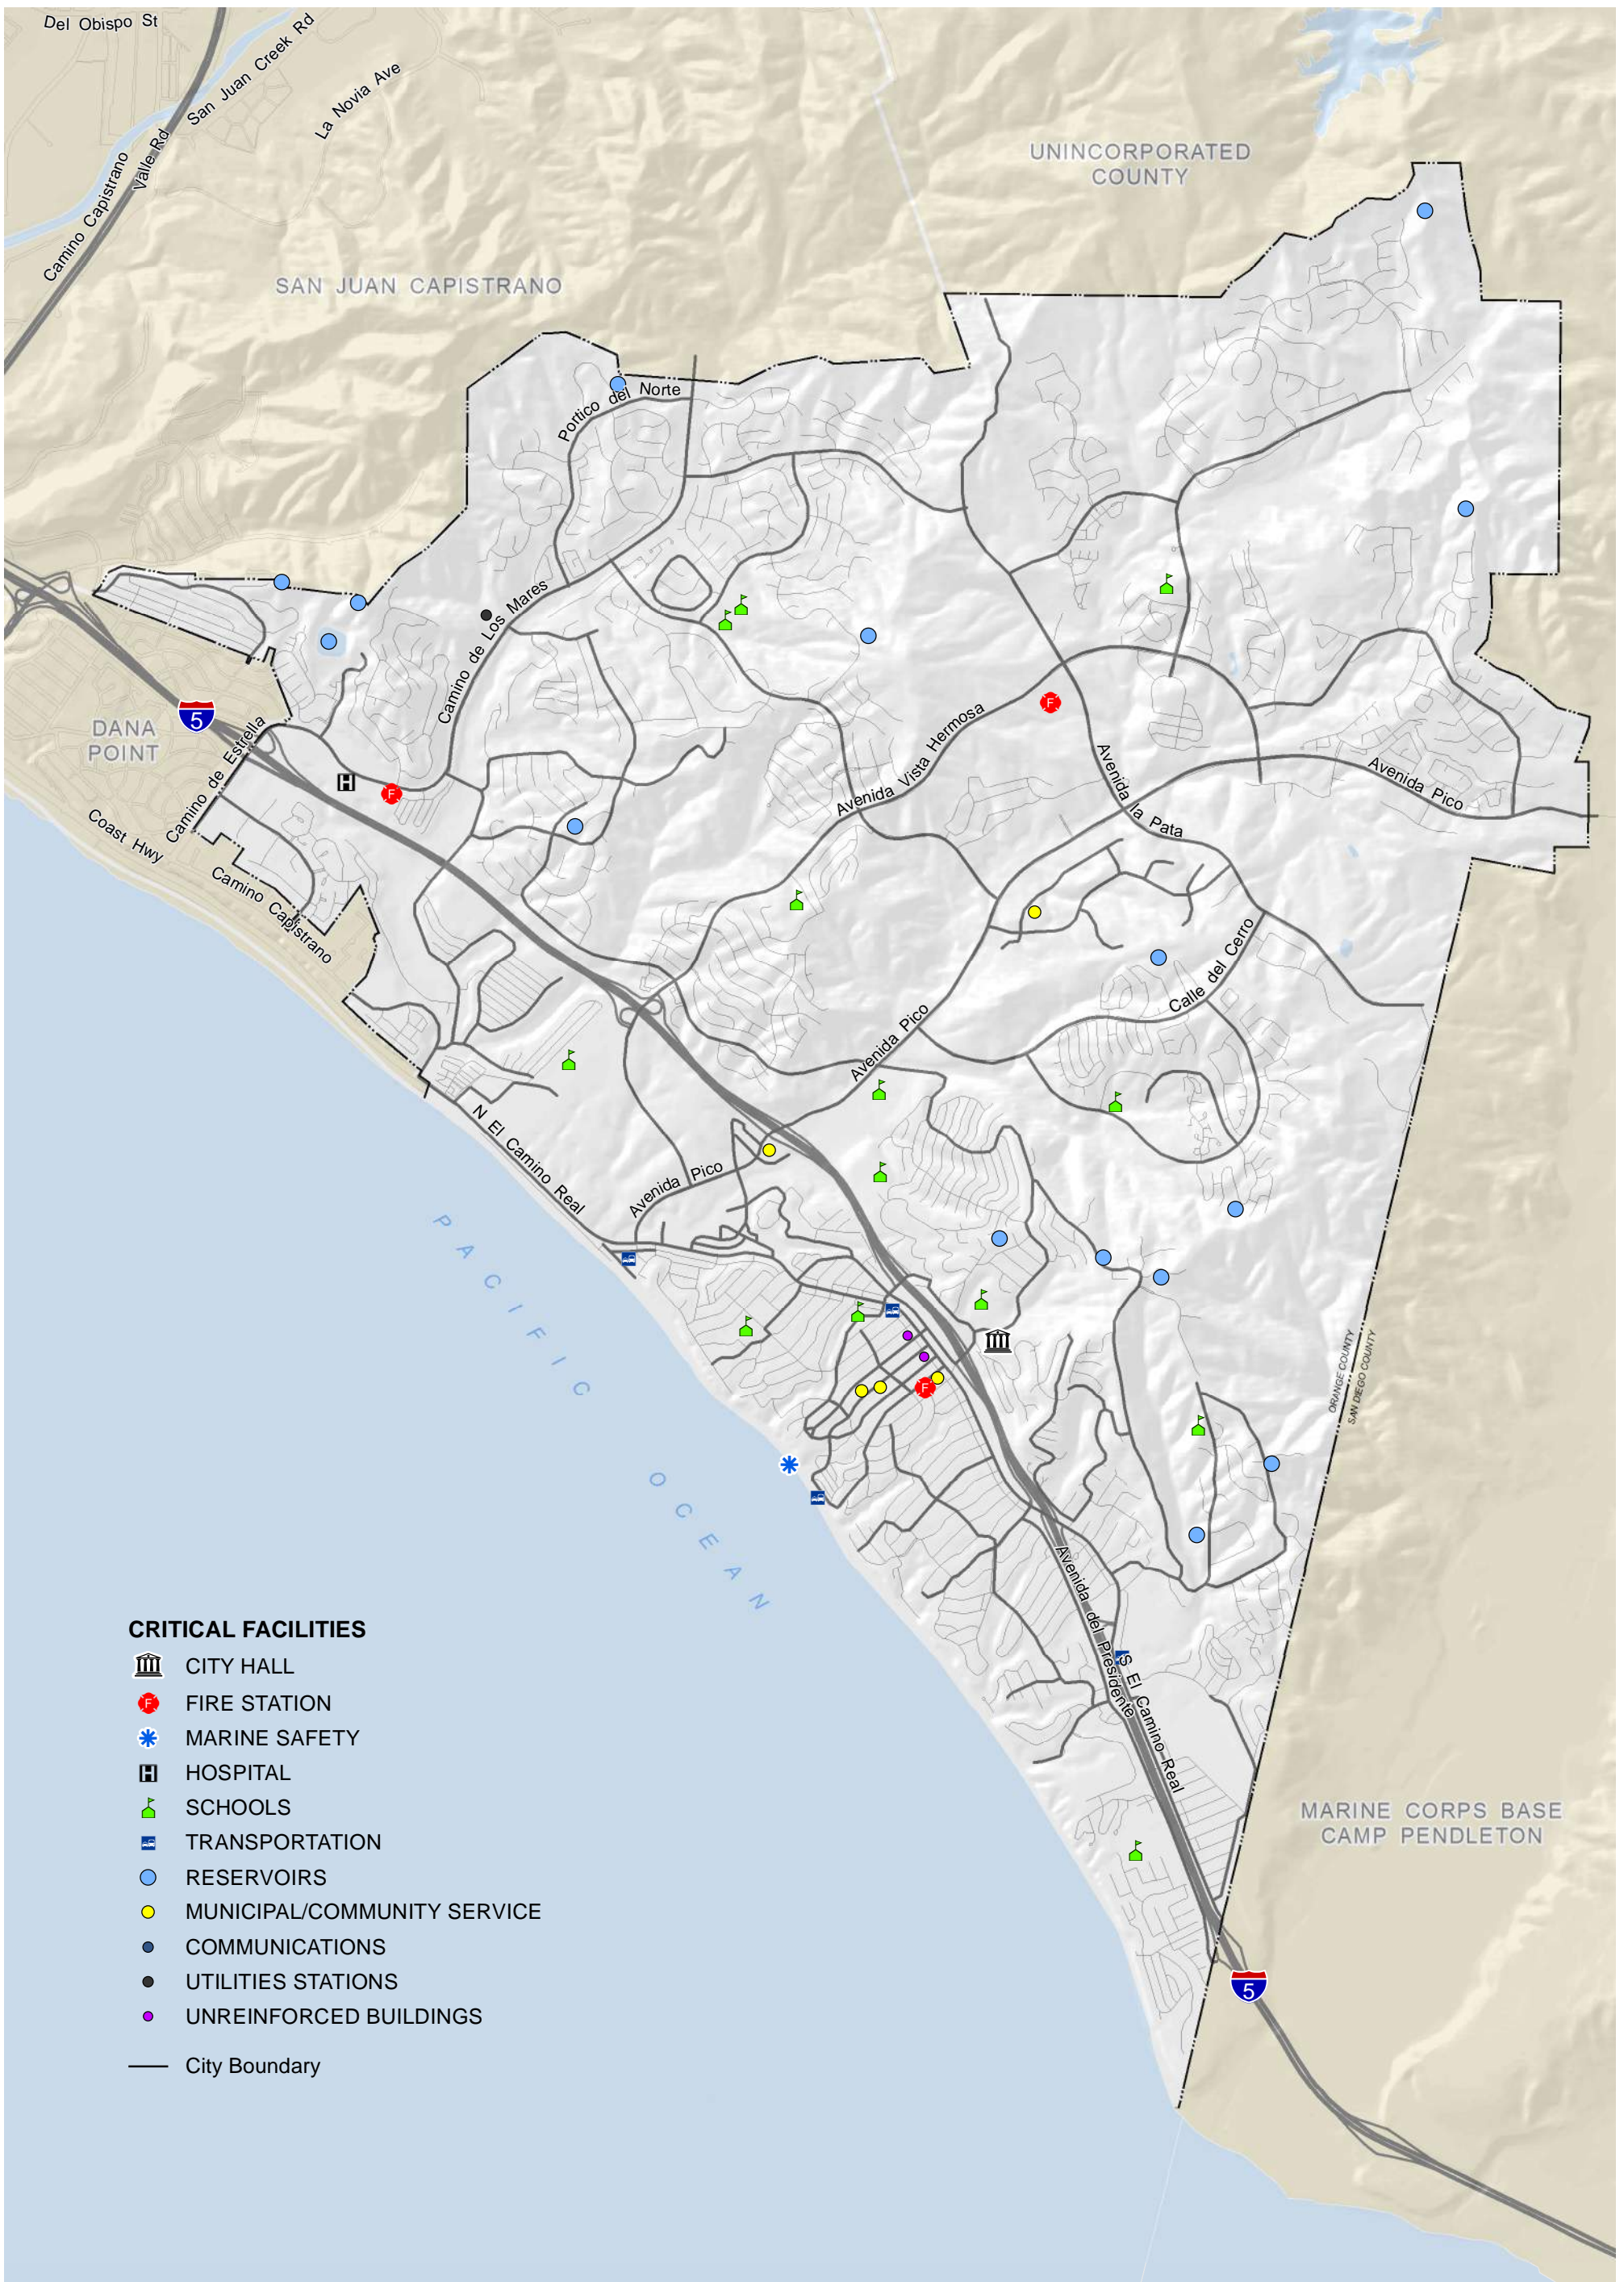 Del Obispo St
San Juan Creek Rd
La Novia Ave
Camino Capistrano
Valle Rd
UNINCORPORATED
COUNTY
SAN JUAN CAPISTRANO
Portico del Norte
Camino de Los Mares
5
DANA
POINT
Camino de Estrella
Coast Hwy
Camino Capistrano
H
F
F
Avenida Vista Hermosa
Avenida la Pata
Avenida Pico
Calle del Cerro
Avenida Pico
N El Camino Real
Avenida Pico
PACIFIC
OCEAN
F
ORANGE COUNTY
SAN DIEGO COUNTY
Avenida del Presidente
S El Camino Real
MARINE CORPS BASE
CAMP PENDLETON
5
CRITICAL FACILITIES
CITY HALL
F FIRE STATION
MARINE SAFETY
H HOSPITAL
SCHOOLS
TRANSPORTATION
RESERVOIRS
MUNICIPAL/COMMUNITY SERVICE
COMMUNICATIONS
UTILITIES STATIONS
UNREINFORCED BUILDINGS
City Boundary